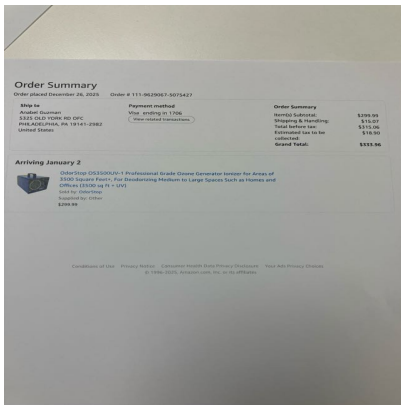 Order Summary
Order placed December 26, 2025 Order # 111-9629067-5075427
Ship to
Anabel Guzman
5325 OLD YORK RD OFC
PHILADELPHIA, PA 19141-2982
United States
Payment method
Visa ending in 1706
View related transactions
Order Summary
Item(s) Subtotal: $299.99
Shipping & Handling: $15.07
Total before tax: $315.06
Estimated tax to be collected: $18.90
Grand Total: $333.96
Arriving January 2
OdorStop OS3500UV-1 Professional Grade Ozone Generator Ionizer for Areas of
3500 Square Feet+, For Deodorizing Medium to Large Spaces Such as Homes and
Offices (3500 sq ft + UV)
Sold by: OdorStop
Supplied by: Other
$299.99
Conditions of Use Privacy Notice Consumer Health Data Privacy Disclosure Your Ads Privacy Choices
© 1996-2025, Amazon.com, Inc. or its affiliates